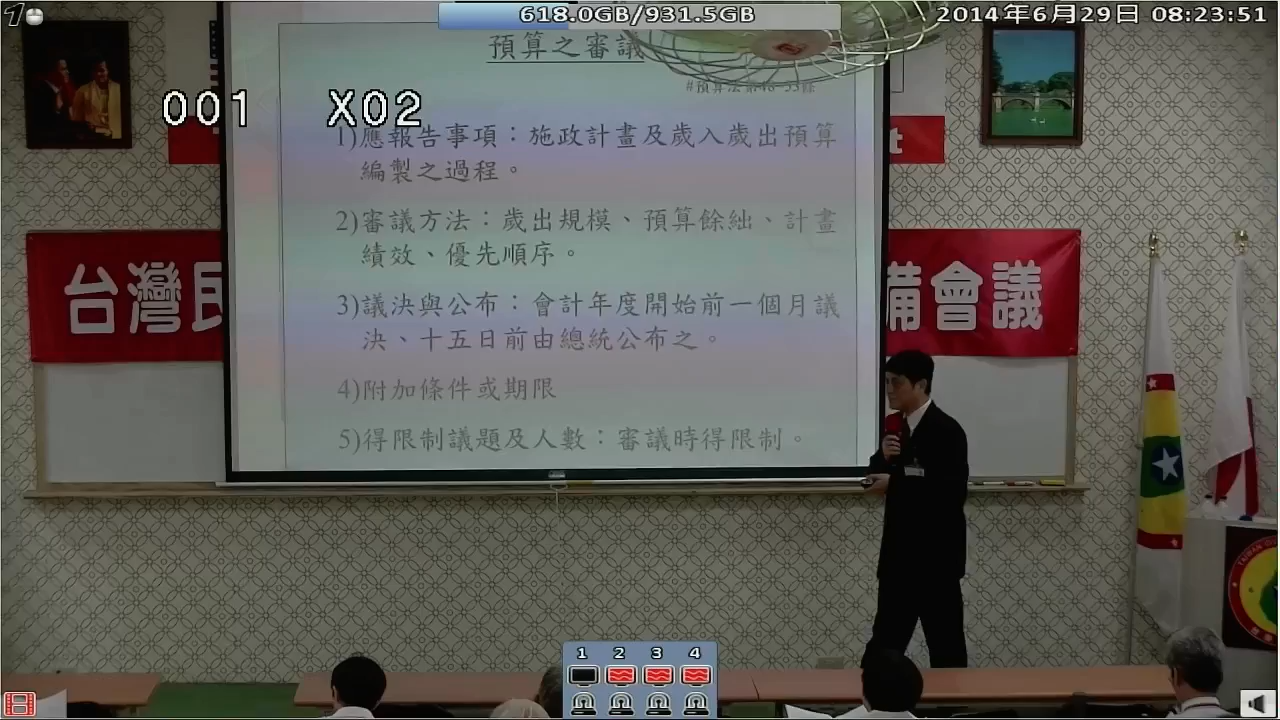 618.0GB/931.5GB
2014年6月29日 08:23:51
預算之審議
001 X02
1)應報告事項：施政計畫及歲入歲出預算
編製之過程。
2)審議方法：歲出規模、預算餘絀、計畫
績效、優先順序。
3)議決與公布：會計年度開始前一個月議
決、十五日前由總統公布之。
4)附加條件或期限
5)得限制議題及人數：審議時得限制。
t
台灣民
備會議
1 2 3 4